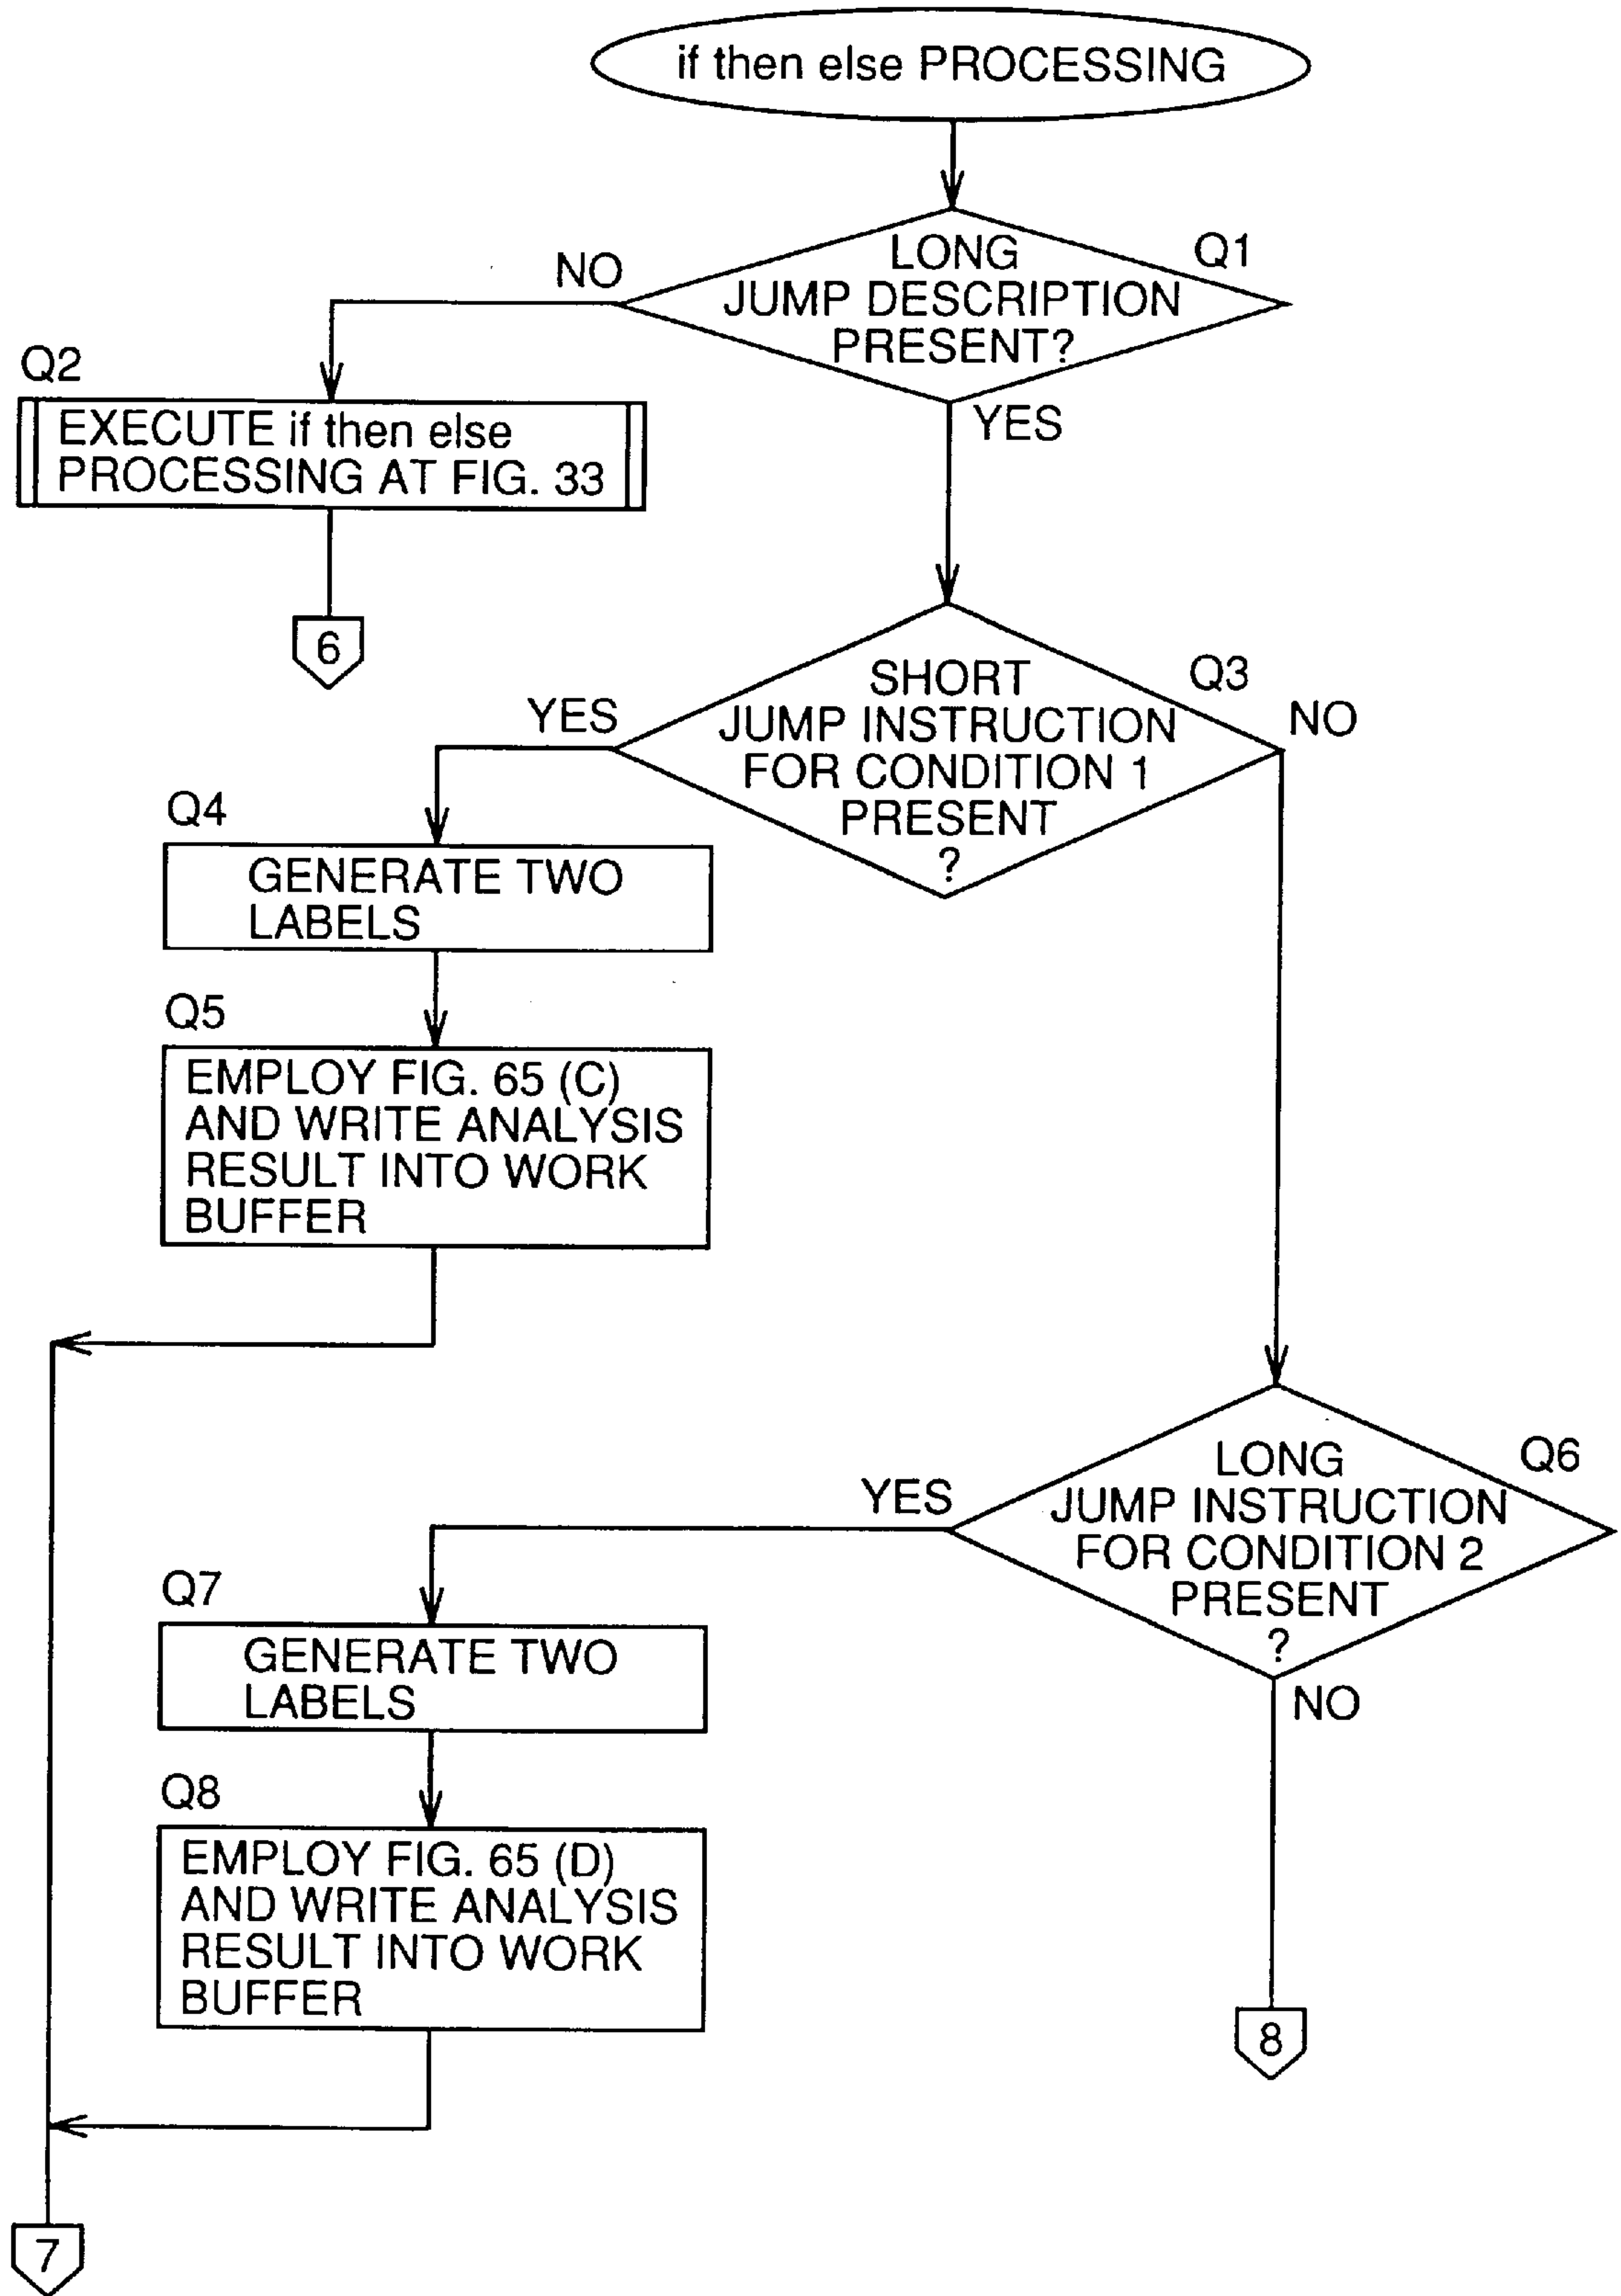 if then else PROCESSING
LONG
JUMP DESCRIPTION
PRESENT?
Q1
NO
YES
Q2
EXECUTE if then else
PROCESSING AT FIG. 33
6
SHORT
JUMP INSTRUCTION
FOR CONDITION 1
PRESENT
?
Q3
YES
NO
Q4
GENERATE TWO
LABELS
Q5
EMPLOY FIG. 65 (C)
AND WRITE ANALYSIS
RESULT INTO WORK
BUFFER
LONG
JUMP INSTRUCTION
FOR CONDITION 2
PRESENT
?
Q6
YES
NO
Q7
GENERATE TWO
LABELS
Q8
EMPLOY FIG. 65 (D)
AND WRITE ANALYSIS
RESULT INTO WORK
BUFFER
8
7